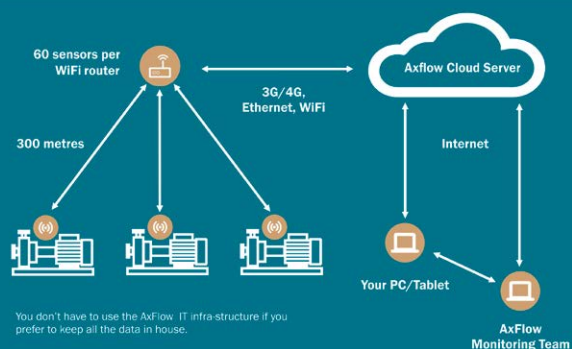 60 sensors per
WiFi router
Axflow Cloud Server
3G/4G,
Ethernet, WiFi
300 metres
Internet
Your PC/Tablet
You don't have to use the AxFlow IT infra-structure if you
prefer to keep all the data in house.
AxFlow
Monitoring Team